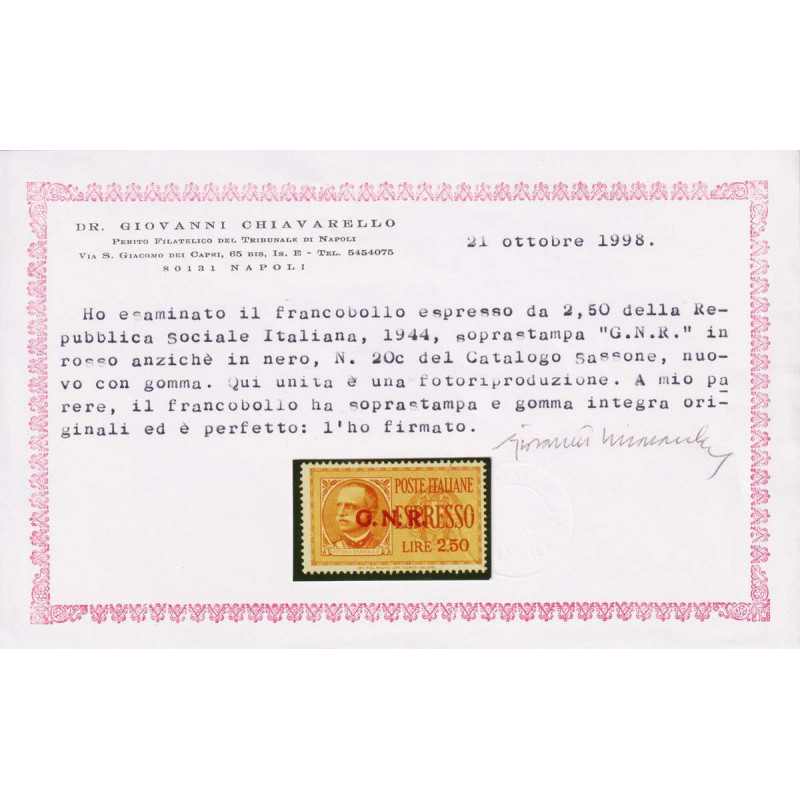 DR. GIOVANNI CHIAVARELLO
PERITO FILATELICO DEL TRIBUNALE DI NAPOLI
VIA S. GIACOMO DEI CAPRI, 65 BIS, IS. E - TEL. 5454075
80131 NAPOLI
21 ottobre 1998.
Ho esaminato il francobollo espresso da 2,50 della Re-
pubblica Sociale Italiana, 1944, soprastampa "G.N.R." in
rosso anzichè in nero, N. 20c del Catalogo Sassone, nuo-
vo con gomma. Qui unita è una fotoriproduzione. A mio pa
rere, il francobollo ha soprastampa e gomma integra ori-
ginali ed è perfetto: l'ho firmato.
POSTE ITALIANE
G.N.R.
ESPRESSO
LIRE 2,50